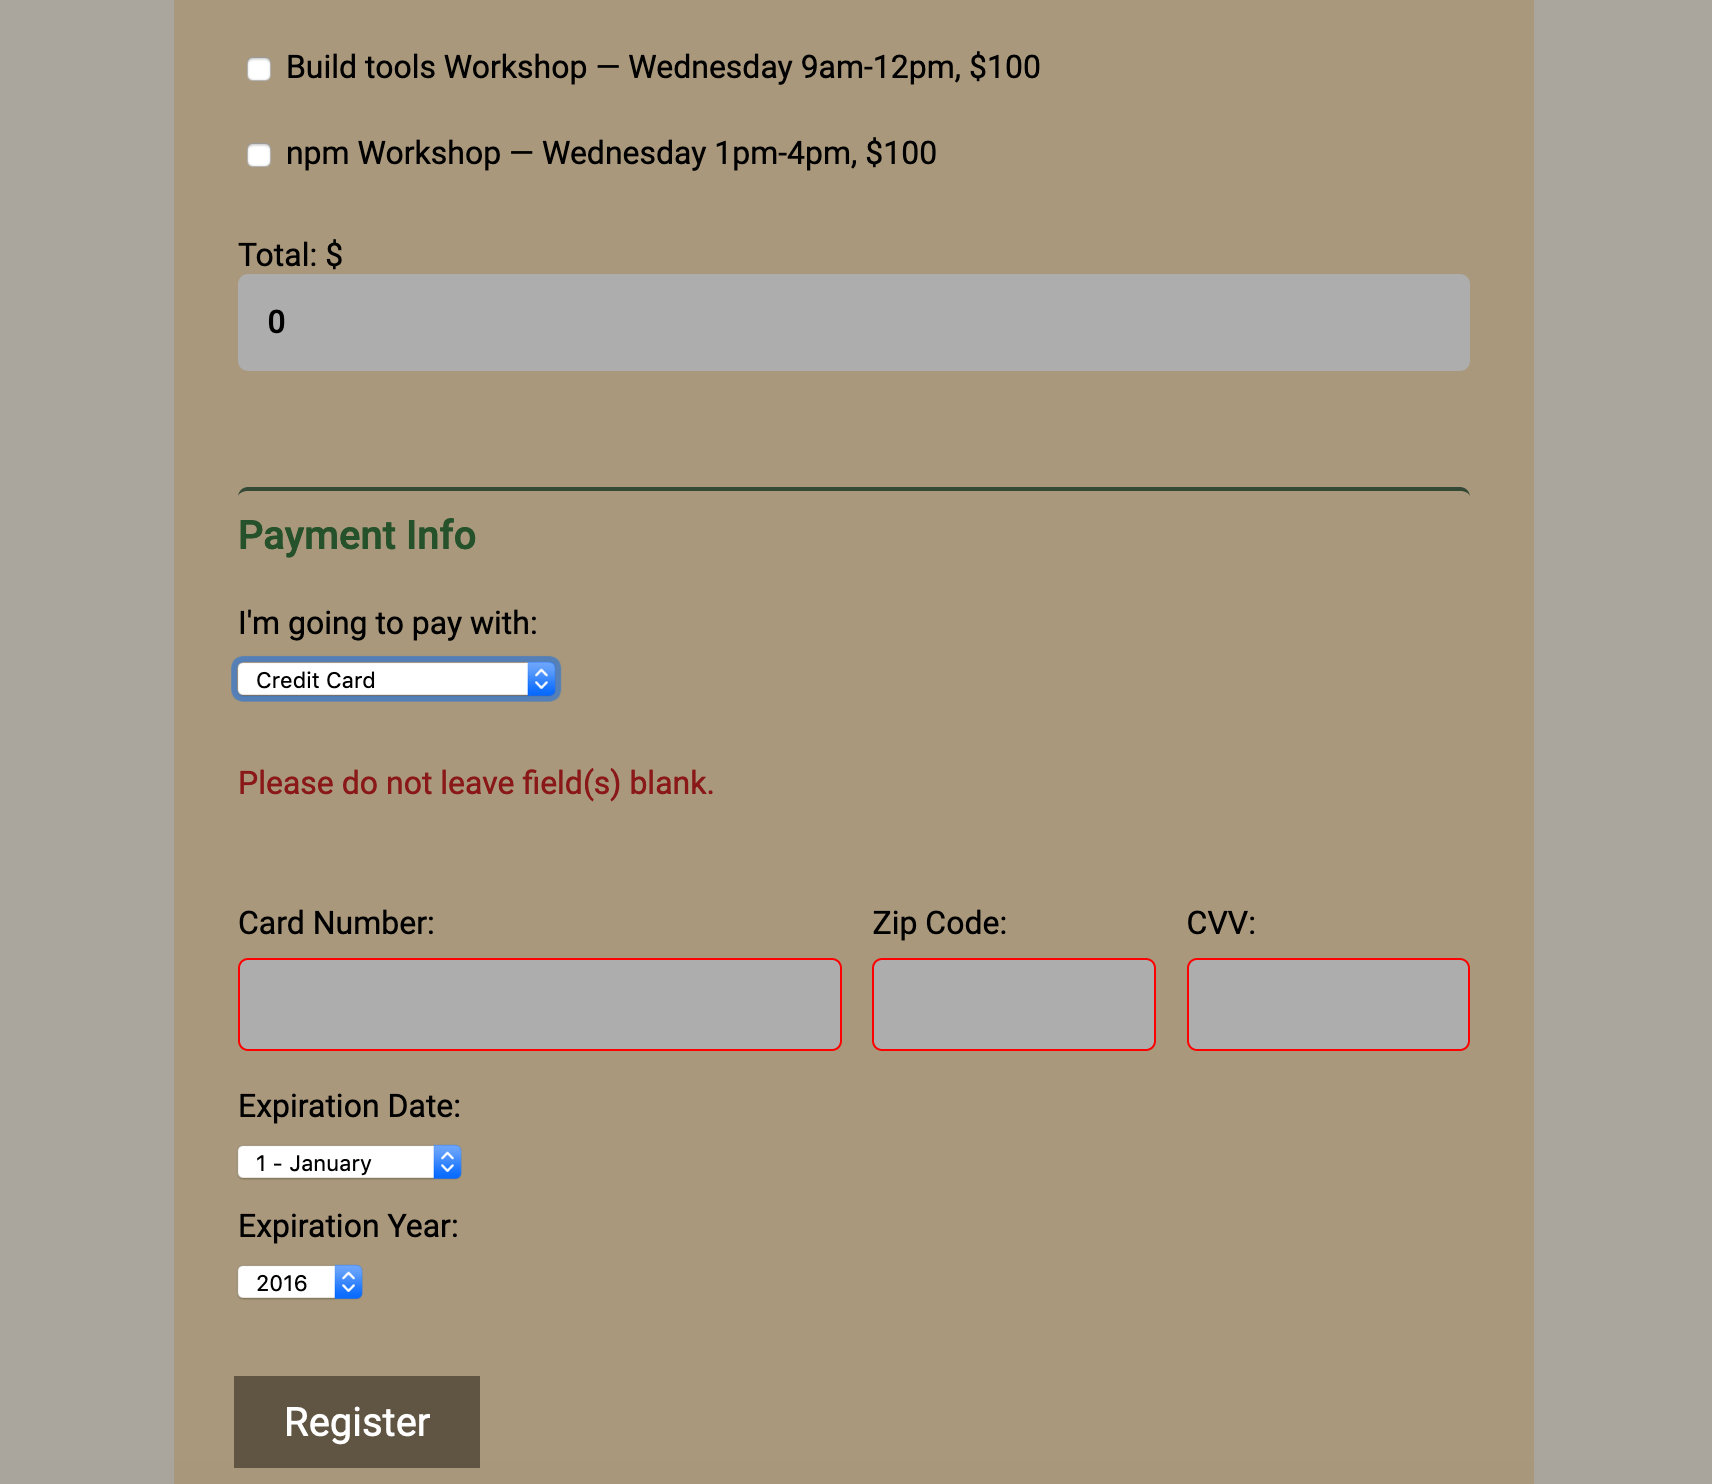 Build tools Workshop — Wednesday 9am-12pm, $100
npm Workshop — Wednesday 1pm-4pm, $100
Total: $
0
Payment Info
I'm going to pay with:
Credit Card
Please do not leave field(s) blank.
Card Number: Zip Code: CVV:
Expiration Date:
1 - January
Expiration Year:
2016
Register